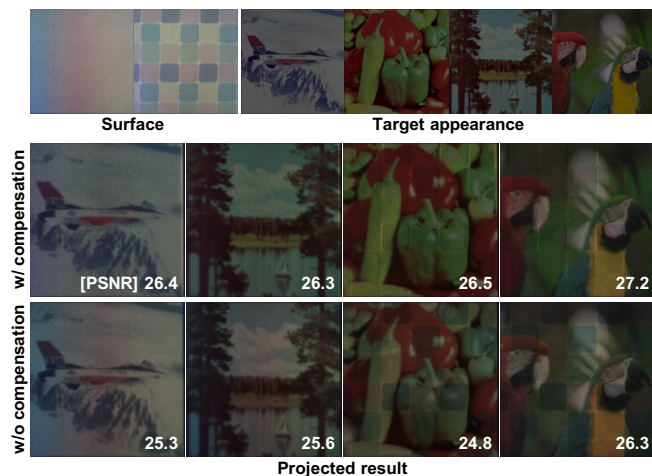 Surface
Target appearance
w/ compensation
[PSNR] 26.4
26.3
26.5
27.2
w/o compensation
25.3
25.6
24.8
26.3
Projected result